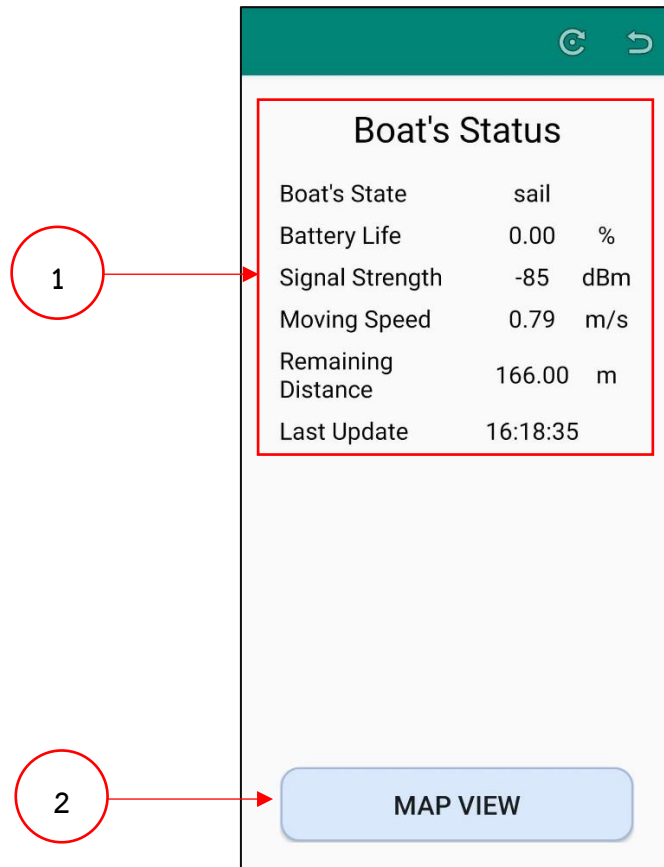 Boat's Status
Boat's State sail
Battery Life 0.00 %
1
Signal Strength -85 dBm
Moving Speed 0.79 m/s
Remaining
Distance 166.00 m
Last Update 16:18:35
2
MAP VIEW